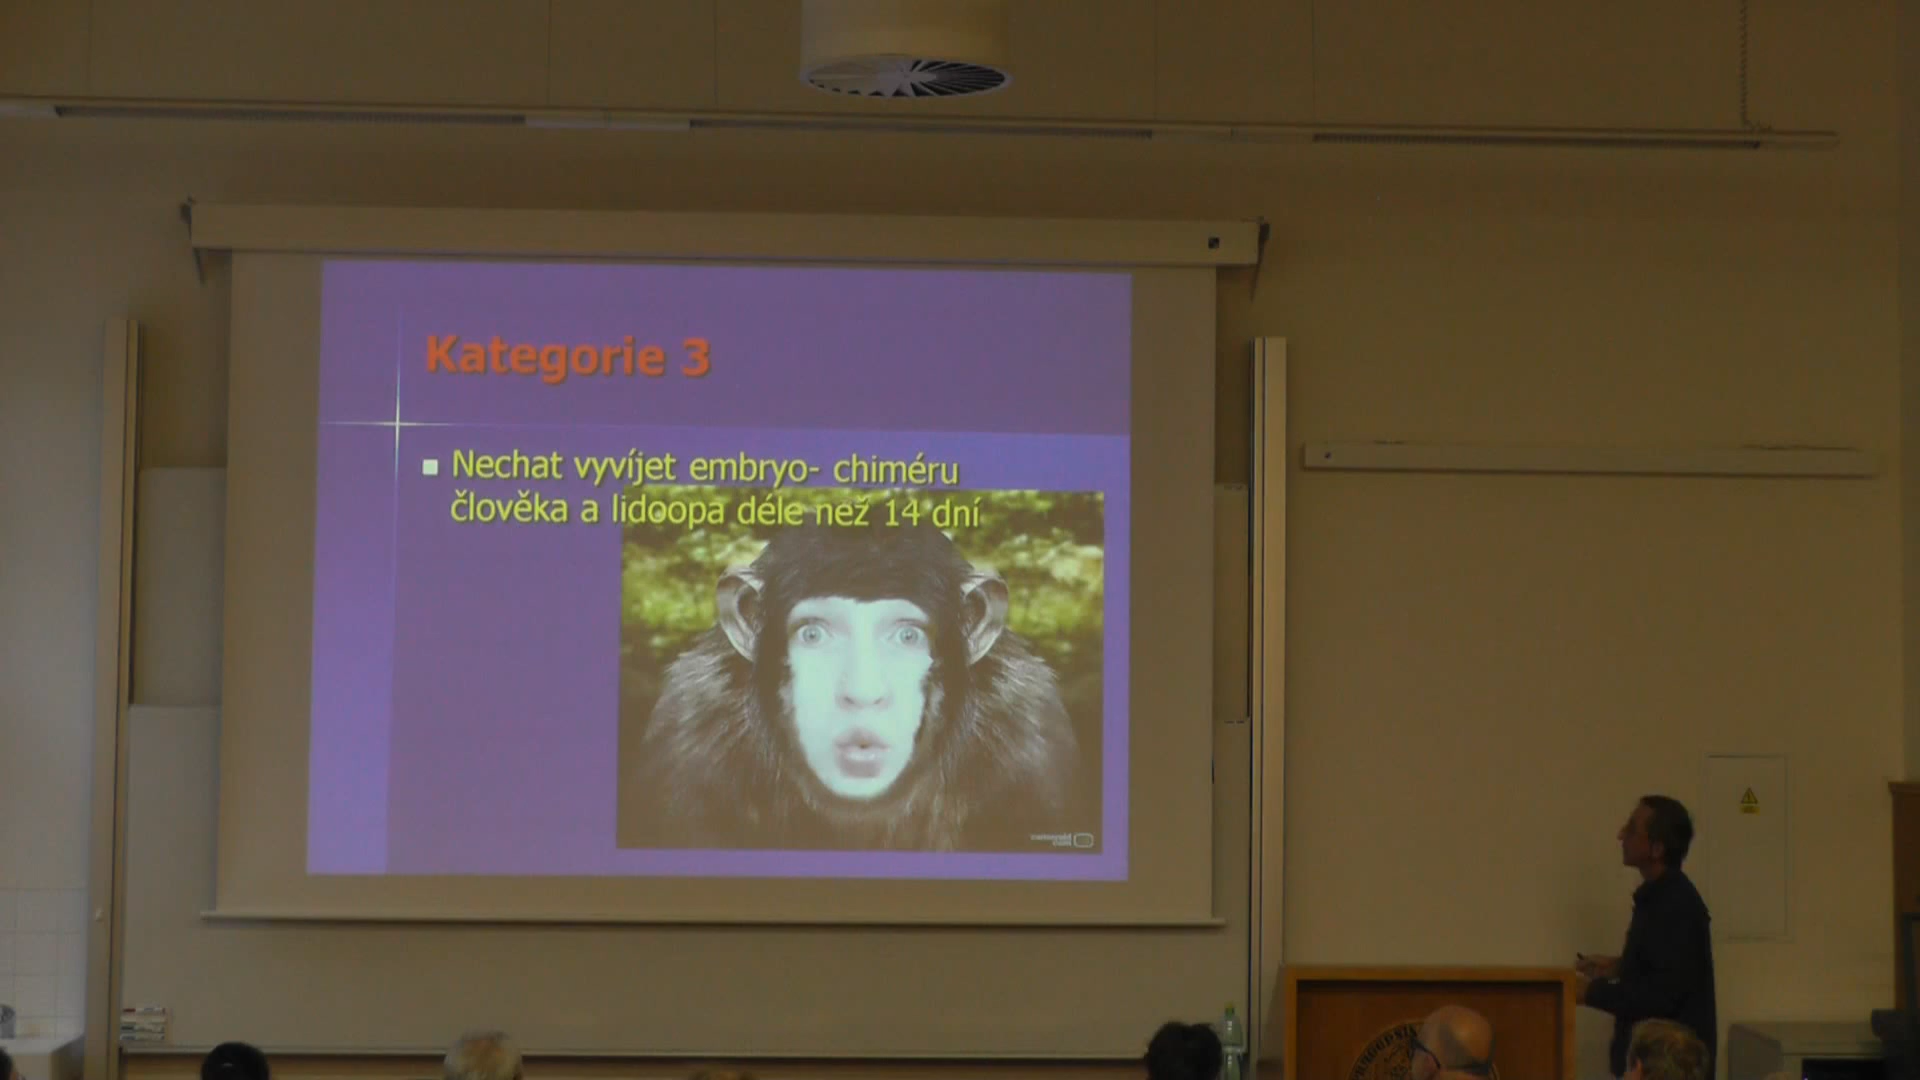 Kategorie 3
Nechat vyvíjet embryo- chiméru
člověka a lidoopa déle než 14 dní